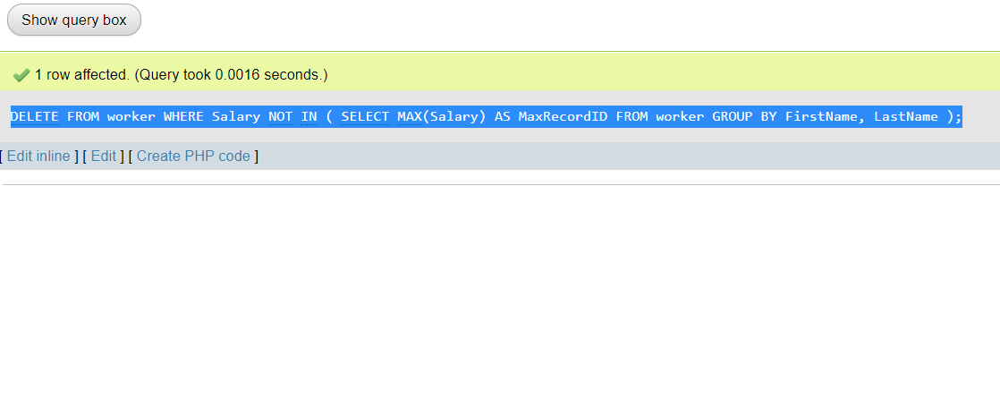 Show query box
1 row affected. (Query took 0.0016 seconds.)
DELETE FROM worker WHERE Salary NOT IN ( SELECT MAX(Salary) AS MaxRecordID FROM worker GROUP BY FirstName, LastName );
[ Edit inline ] [ Edit ] [ Create PHP code ]